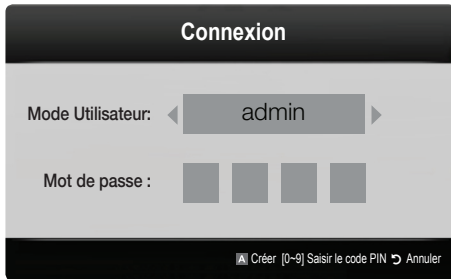 Connexion
Mode Utilisateur: admin
Mot de passe :
A Créer [0~9] Saisir le code PIN Annuler